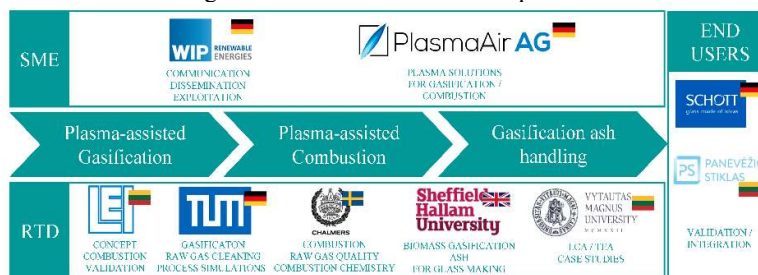 SME
WIP RENEWABLE
ENERGIES
COMMUNICATION
DISSEMINATION
EXPLOITATION
PlasmaAir AG
PLASMA SOLUTIONS
FOR GASIFICATION /
COMBUSTION
END
USERS
SCHOTT
glass made of ideas
PS PANEVĖŽIO
STIKLAS
VALIDATION /
INTEGRATION
Plasma-assisted
Gasification
Plasma-assisted
Combustion
Gasification ash
handling
RTD
LEI
CONCEPT
COMBUSTION
VALIDATION
TUM
GASIFICATON
RAW GAS CLEANING
PROCESS SIMULATIONS
CHALMERS
COMBUSTION
RAW GAS QUALITY
COMBUSTION CHEMISTRY
Sheffield
Hallam
University
BIOMASS GASIFICATION
ASH
FOR GLASS MAKING
VYTAUTAS
MAGNUS
UNIVERSITY
MCMXXII
LCA / TEA
CASE STUDIES